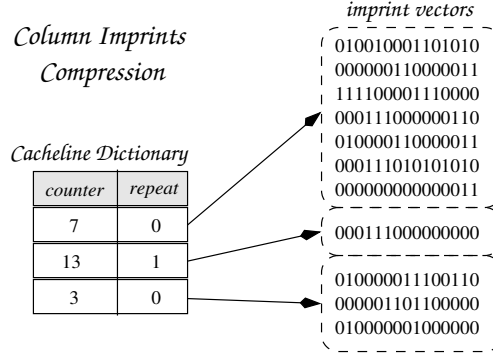 Column Imprints
Compression
Cacheline Dictionary
counter repeat
7 0
13 1
3 0
imprint vectors
010010001101010
000000110000011
111100001110000
000111000000110
010000110000011
000111010101010
000000000000011
000111000000000
010000011100110
000001101100000
010000001000000